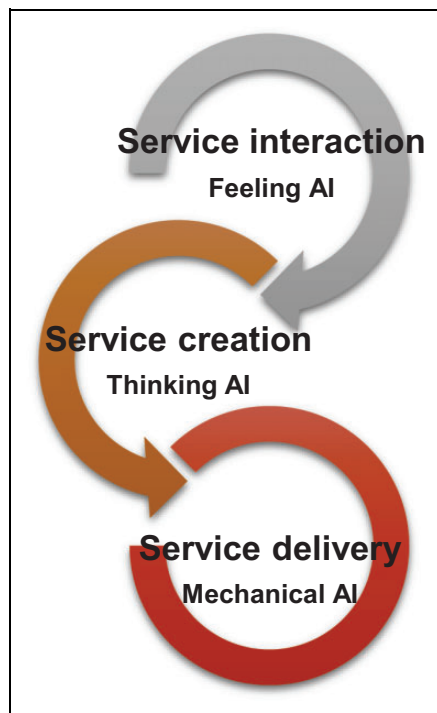 Service interaction
Feeling AI
Service creation
Thinking AI
Service delivery
Mechanical AI